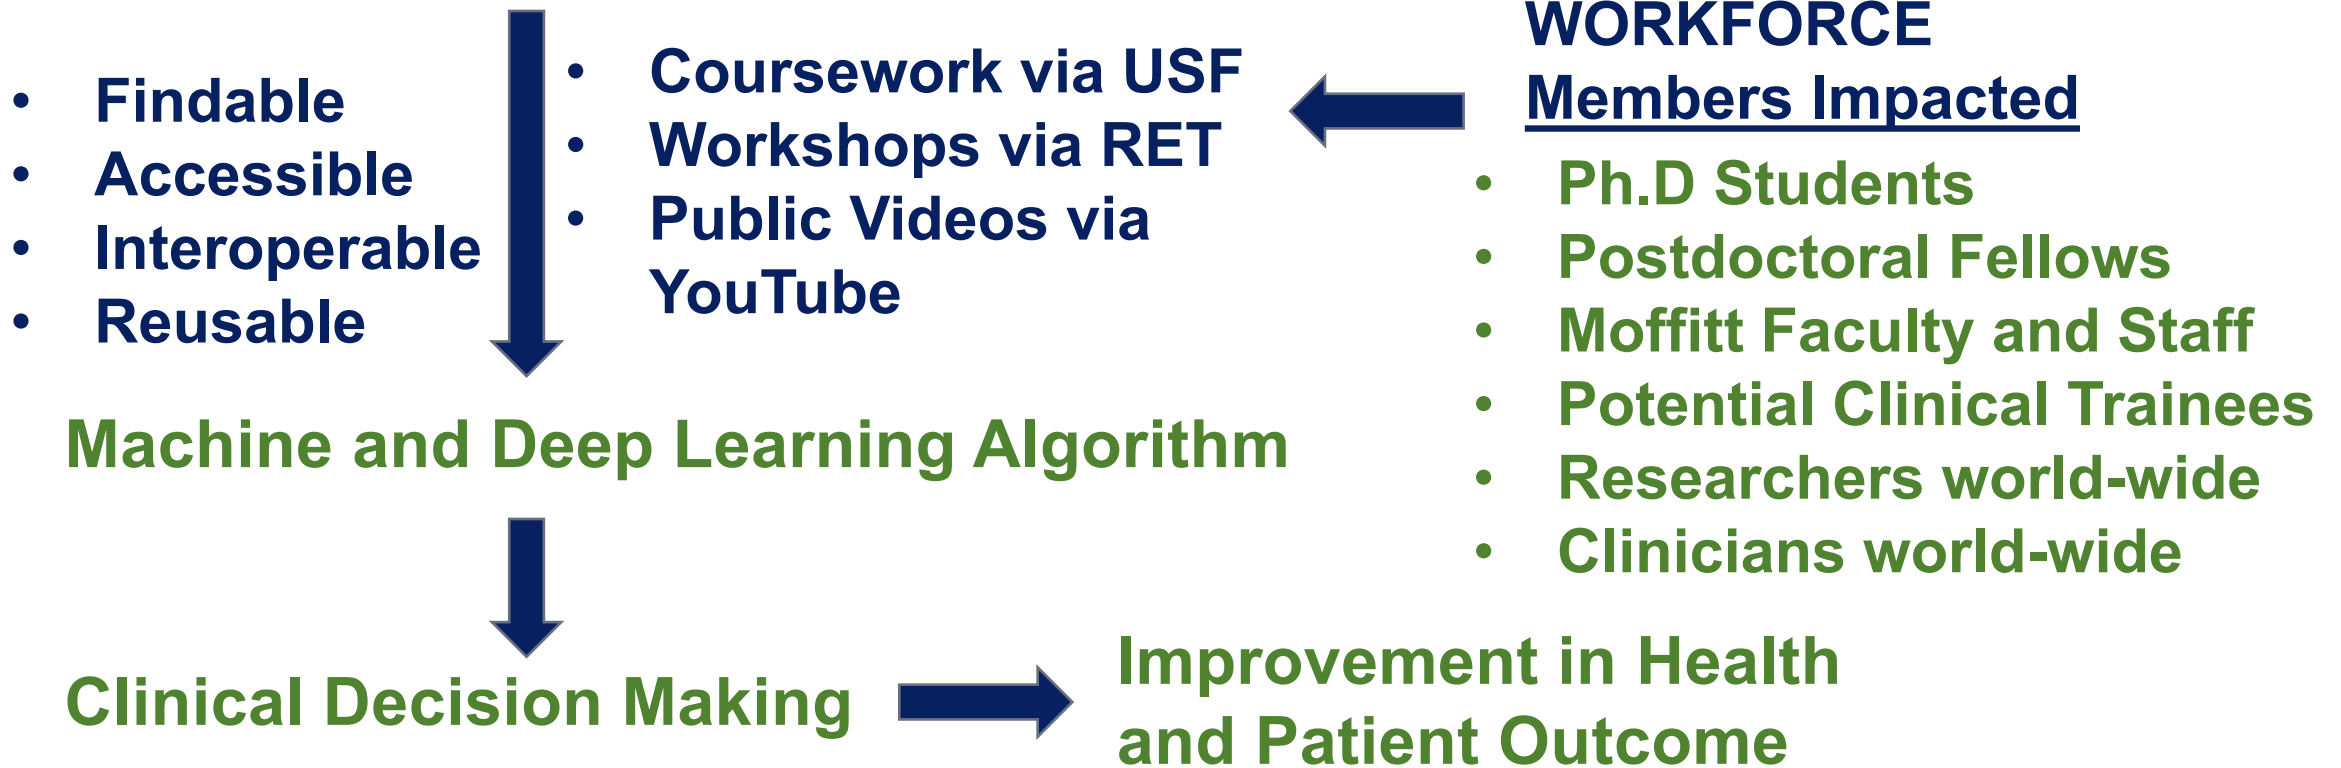 • Findable
• Accessible
• Interoperable
• Reusable
• Coursework via USF
• Workshops via RET
• Public Videos via
YouTube
WORKFORCE
Members Impacted
• Ph.D Students
• Postdoctoral Fellows
• Moffitt Faculty and Staff
• Potential Clinical Trainees
• Researchers world-wide
• Clinicians world-wide
Machine and Deep Learning Algorithm
Clinical Decision Making
Improvement in Health
and Patient Outcome